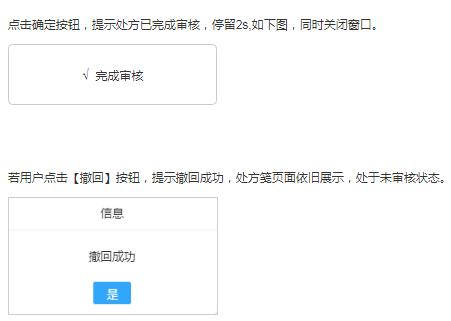 点击确定按钮，提示处方已完成审核，停留2s,如下图，同时关闭窗口。
√ 完成审核
若用户点击【撤回】按钮，提示撤回成功，处方笺页面依旧展示，处于未审核状态。
信息
撤回成功
是